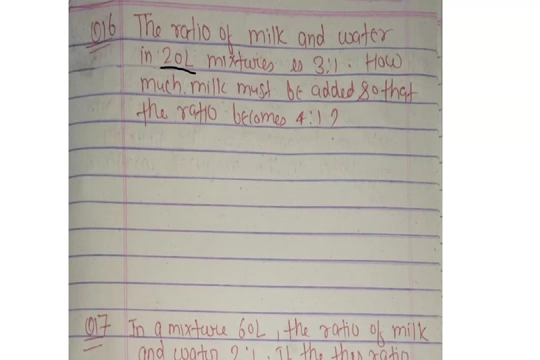 Q16 The ratio of milk and water
in 20L mixtures is 3:1. How
much milk must be added so that
the ratio becomes 4:1?
Q17 In a mixture 60L, the ratio of milk
and water 2:1. If the this ratio